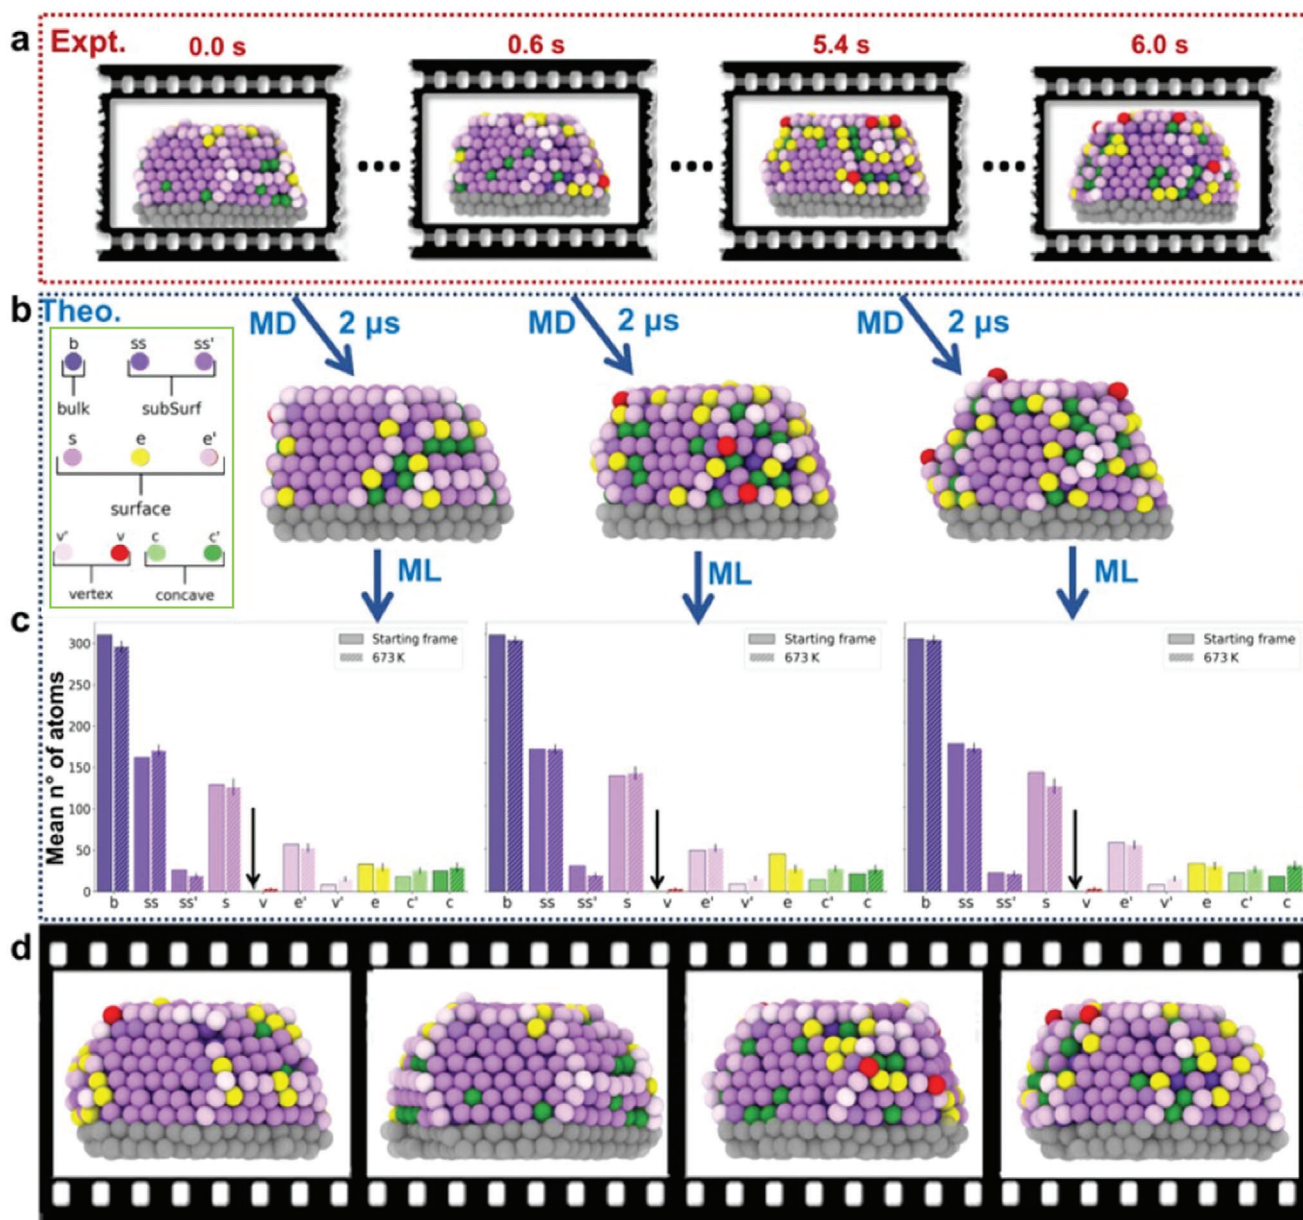 a
Expt.
0.0 s
0.6 s
5.4 s
6.0 s
b
Theo.
MD 2 µs
MD 2 µs
MD 2 µs
b ss ss'
bulk subSurf
s e e'
surface
v' v c c'
vertex concave
ML
ML
ML
c
Mean n° of atoms
300
250
200
150
100
50
0
Starting frame
673 K
b ss ss' s v e' v' e c' c
Starting frame
673 K
b ss ss' s v e' v' e c' c
Starting frame
673 K
b ss ss' s v e' v' e c' c
d